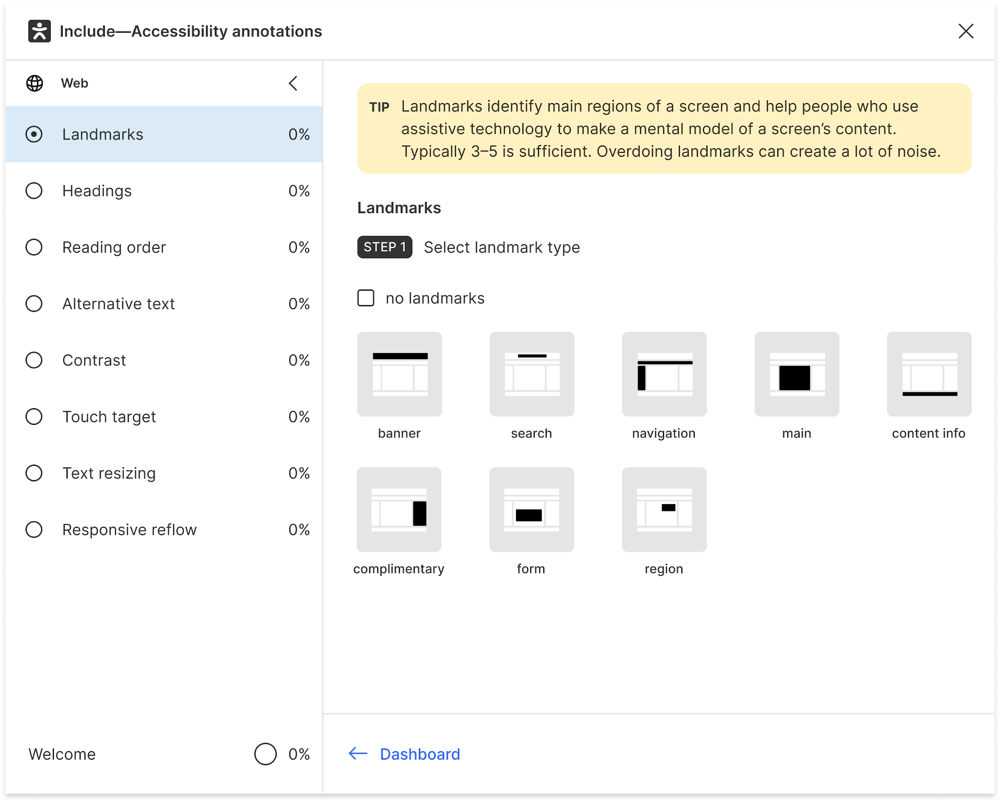 Include—Accessibility annotations
Web
Landmarks 0%
Headings 0%
Reading order 0%
Alternative text 0%
Contrast 0%
Touch target 0%
Text resizing 0%
Responsive reflow 0%
Welcome 0%
TIP Landmarks identify main regions of a screen and help people who use
assistive technology to make a mental model of a screen’s content.
Typically 3–5 is sufficient. Overdoing landmarks can create a lot of noise.
Landmarks
STEP 1 Select landmark type
no landmarks
banner search navigation main content info
complimentary form region
Dashboard